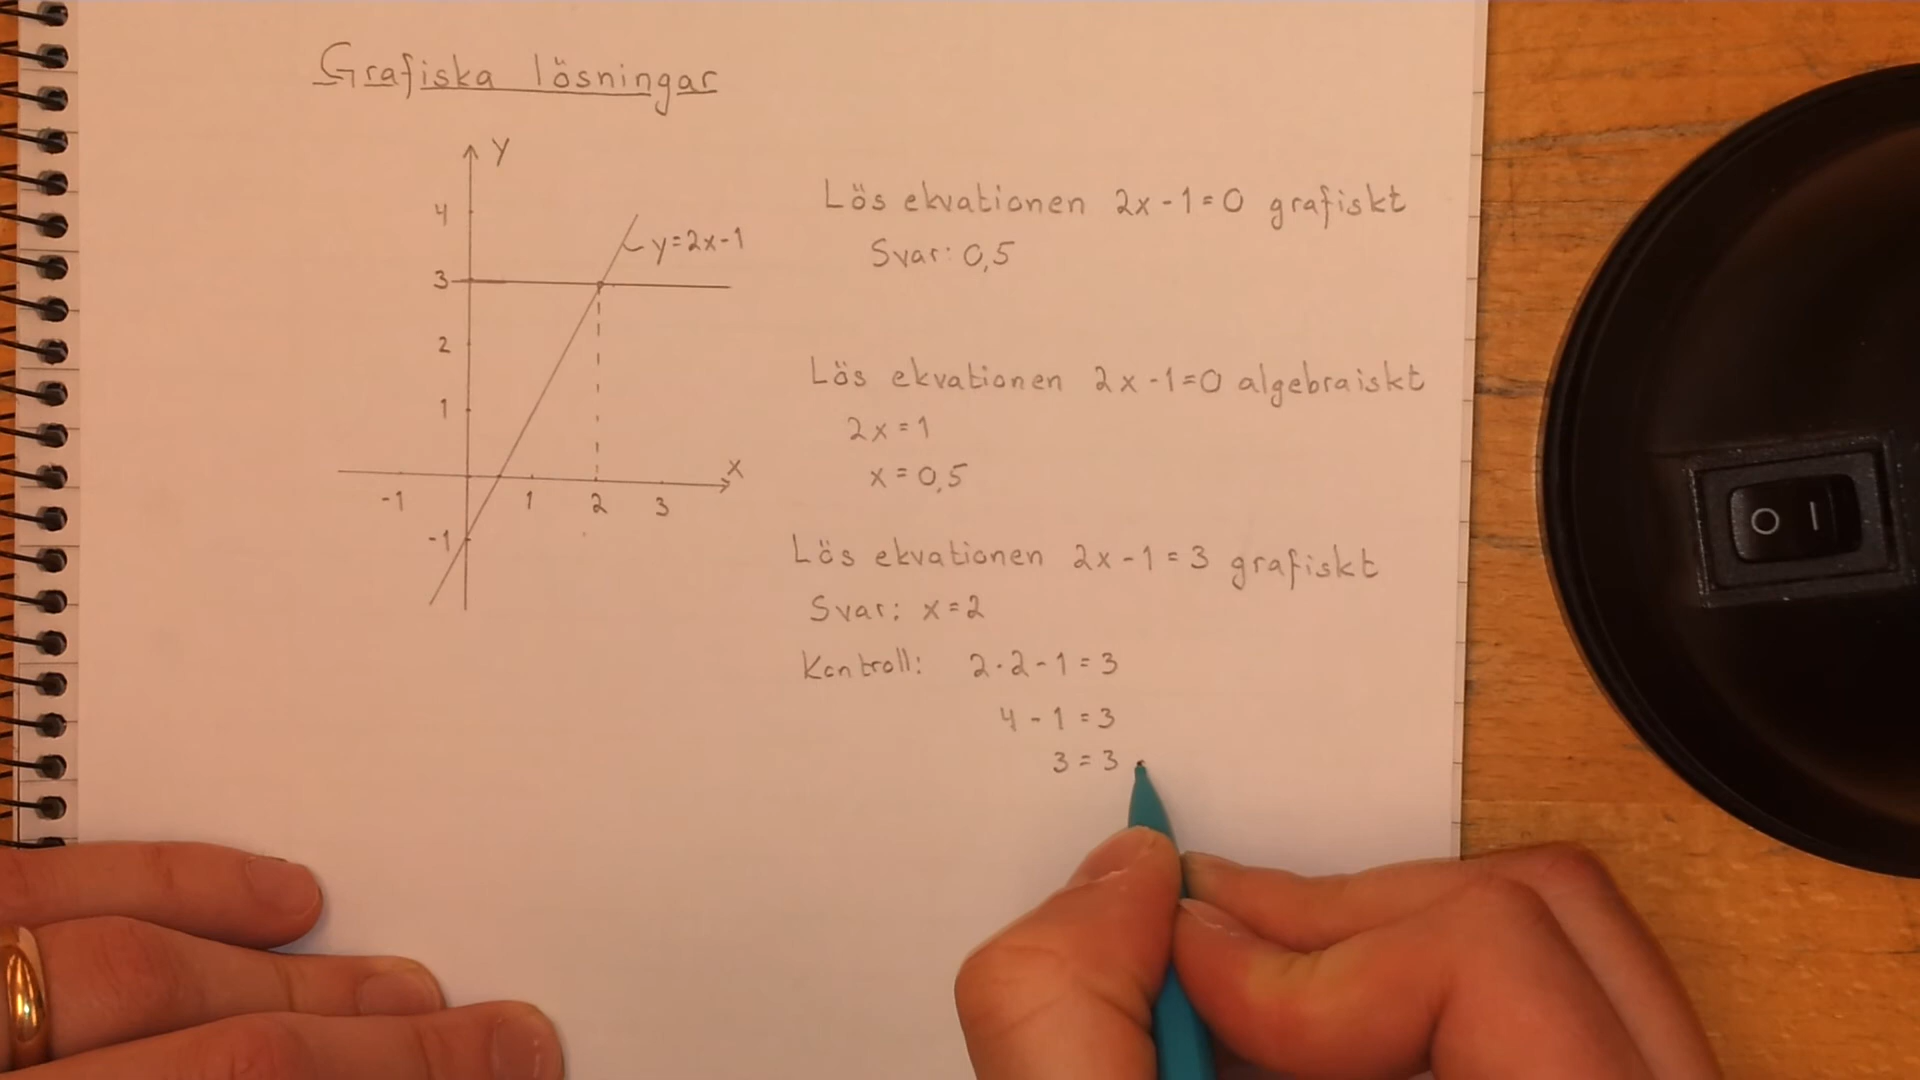 Grafiska lösningar
y
4
3
2
1
-1
-1
1
2
3
x
y=2x-1
Lös ekvationen 2x-1=0 grafiskt
Svar: 0,5
Lös ekvationen 2x-1=0 algebraiskt
2x=1
x=0,5
Lös ekvationen 2x-1=3 grafiskt
Svar: x=2
Kontroll: 2·2-1=3
4-1=3
3=3
O I